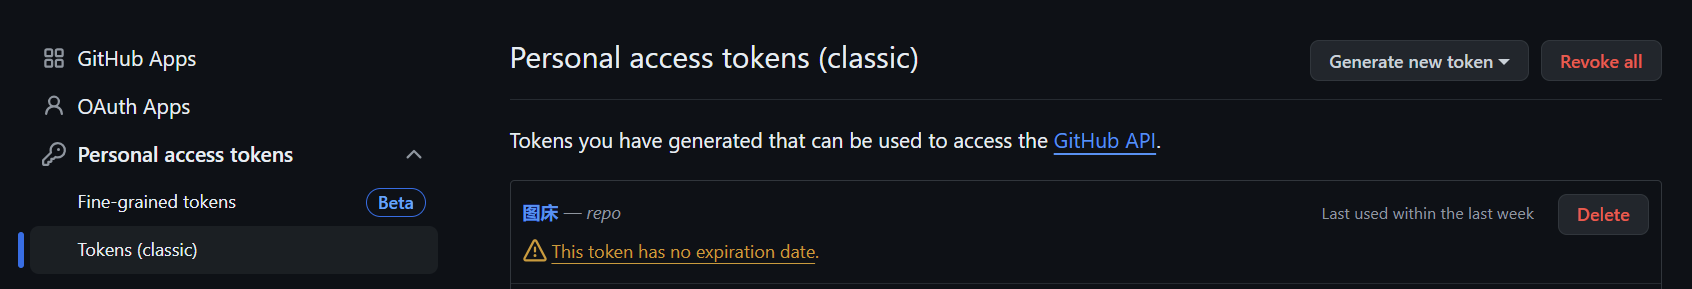 GitHub Apps
OAuth Apps
Personal access tokens
Fine-grained tokens Beta
Tokens (classic)
Personal access tokens (classic)
Generate new token
Revoke all
Tokens you have generated that can be used to access the GitHub API.
图床 — repo
Last used within the last week
Delete
This token has no expiration date.